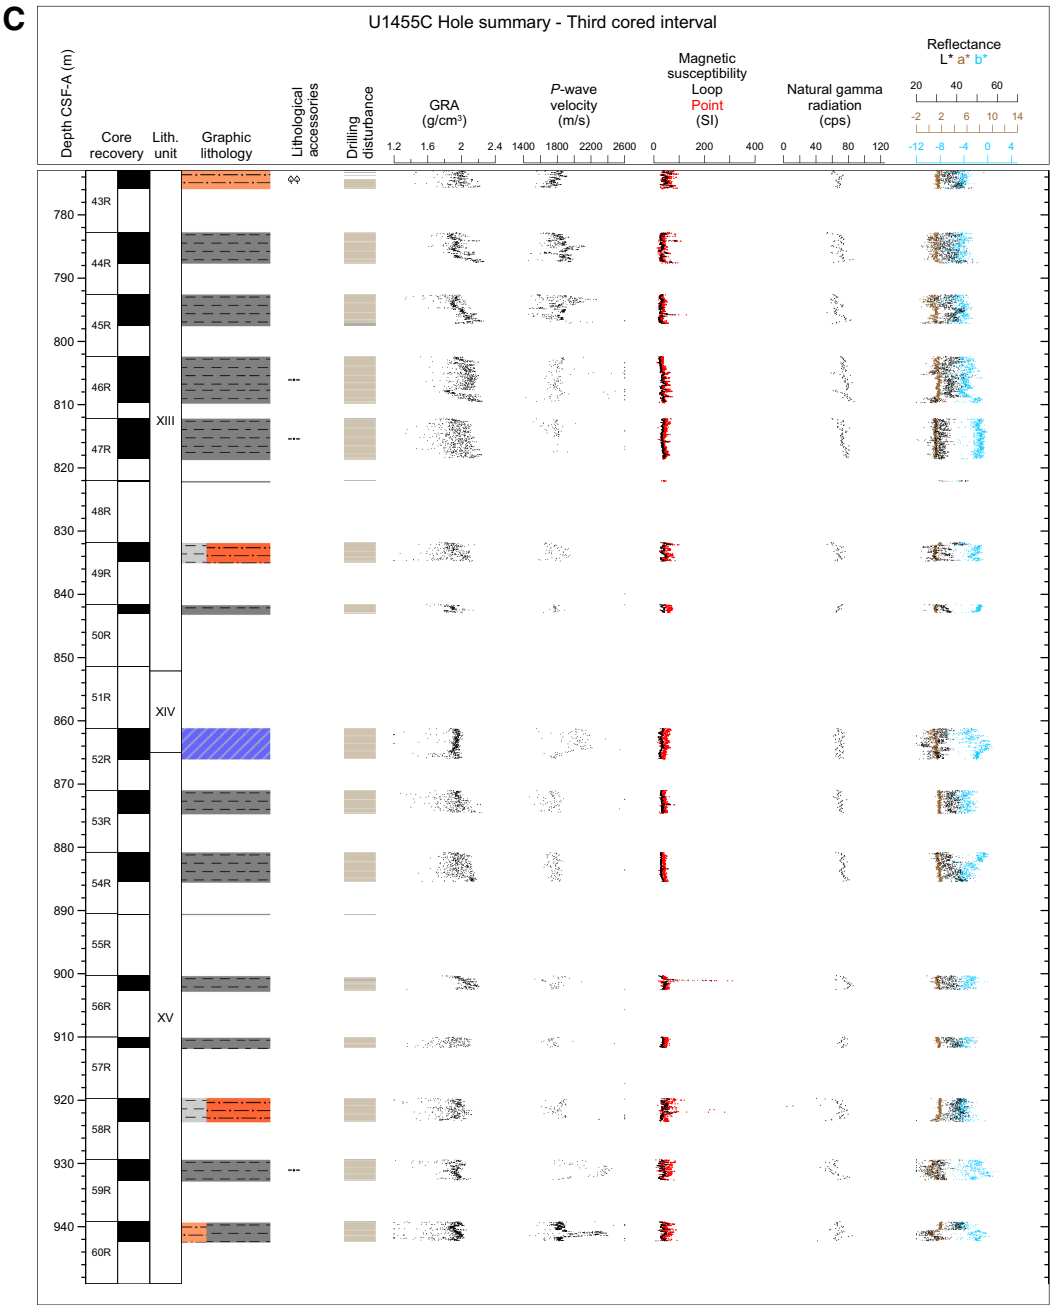 C
U1455C Hole summary - Third cored interval
Depth CSF-A (m)
Core
recovery
Lith.
unit
Graphic
lithology
Lithological
accessories
Drilling
disturbance
GRA
(g/cm³)
1.2 1.6 2 2.4
P-wave
velocity
(m/s)
1400 1800 2200 2600
Magnetic
susceptibility
Loop
Point
(SI)
0 200 400
Natural gamma
radiation
(cps)
0 40 80 120
Reflectance
L* a* b*
20 40 60
-2 2 6 10 14
-12 -8 -4 0 4
43R
780
44R
790
45R
800
46R
810
XIII
47R
820
48R
830
49R
840
50R
850
51R
XIV
860
52R
870
53R
880
54R
890
55R
900
56R
XV
910
57R
920
58R
930
59R
940
60R